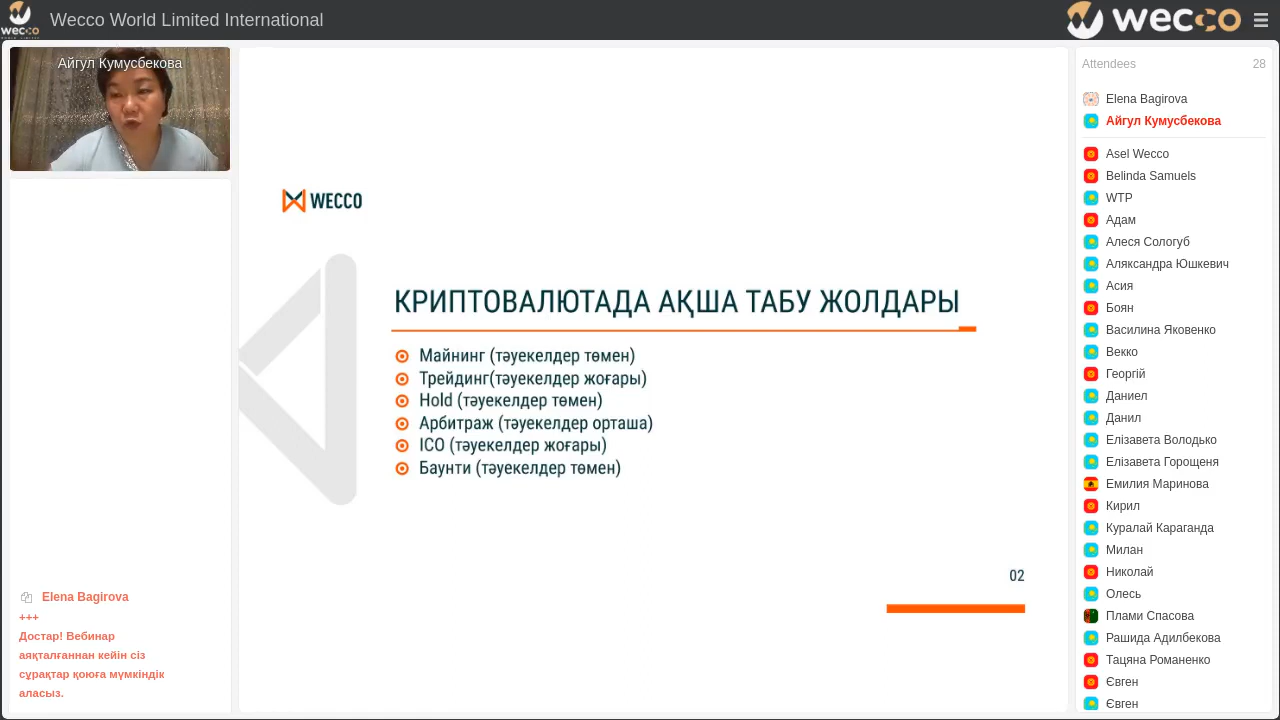 wecco
Wecco World Limited International
wecco
Айгул Кумусбекова
Elena Bagirova
+++
Достар! Вебинар
аяқталғаннан кейін сіз
сұрақтар қоюға мүмкіндік
аласыз.
WECCO
КРИПТОВАЛЮТАДА АҚША ТАБУ ЖОЛДАРЫ
Майнинг (тәуекелдер төмен)
Трейдинг(тәуекелдер жоғары)
Hold (тәуекелдер төмен)
Арбитраж (тәуекелдер орташа)
ICO (тәуекелдер жоғары)
Баунти (тәуекелдер төмен)
02
Attendees 28
Elena Bagirova
Айгул Кумусбекова
Asel Wecco
Belinda Samuels
WTP
Адам
Алеся Сологуб
Аляксандра Юшкевич
Асия
Боян
Василина Яковенко
Векко
Георгій
Даниел
Данил
Елізавета Володько
Елізавета Горощеня
Емилия Маринова
Кирил
Куралай Караганда
Милан
Николай
Олесь
Плами Спасова
Рашида Адилбекова
Тацяна Романенко
Євген
Євген